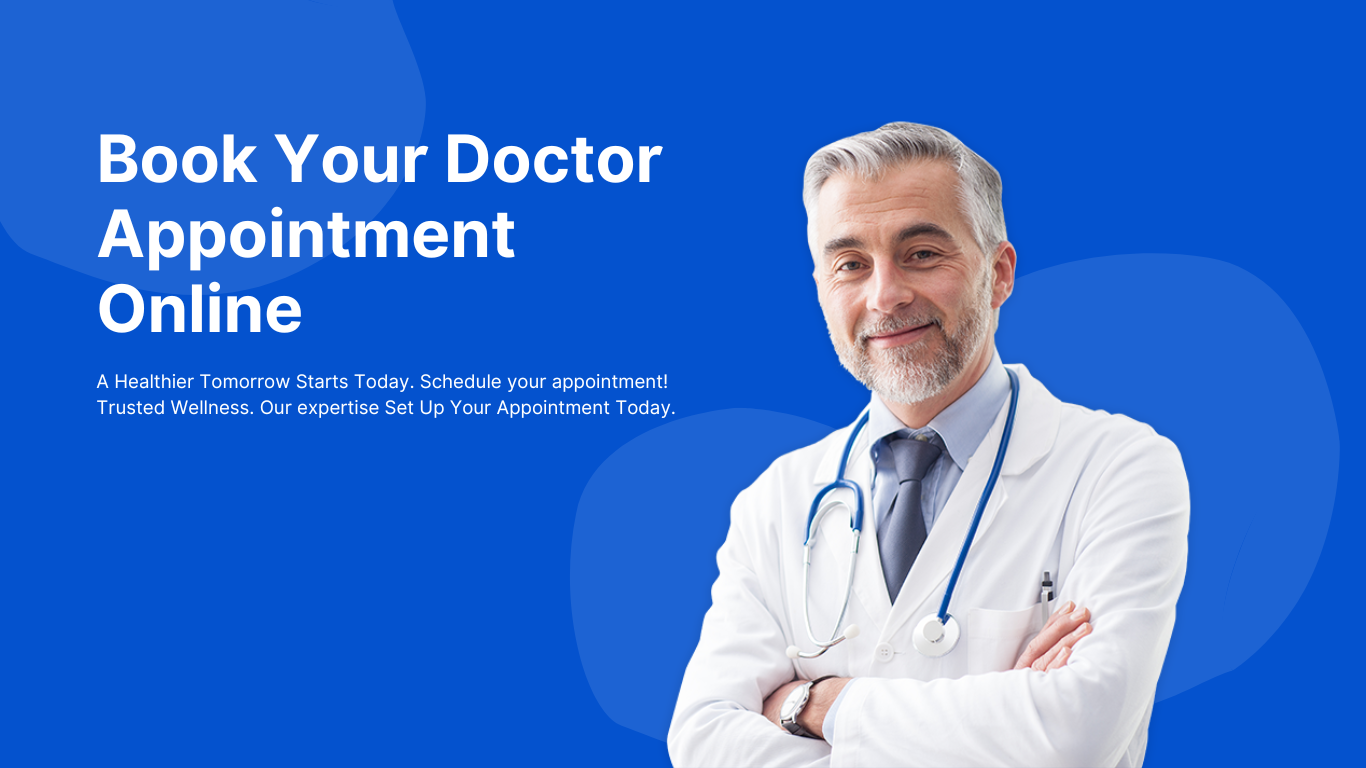 Book Your Doctor
Appointment
Online
A Healthier Tomorrow Starts Today. Schedule your appointment!
Trusted Wellness. Our expertise Set Up Your Appointment Today.